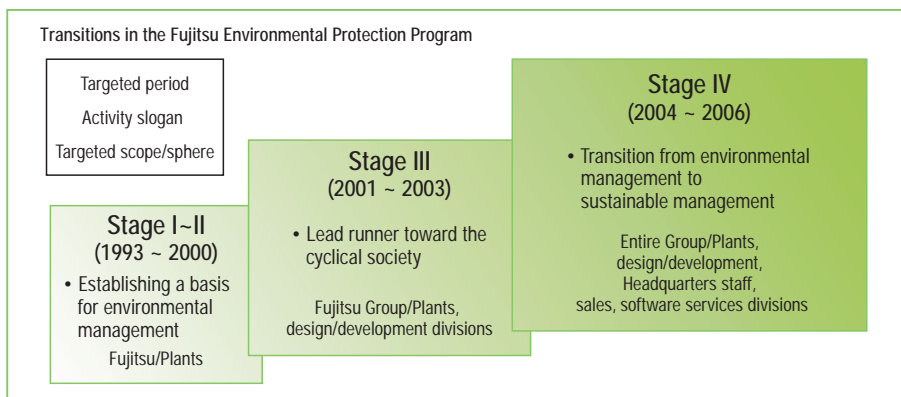 Transitions in the Fujitsu Environmental Protection Program
Targeted period
Activity slogan
Targeted scope/sphere
Stage I~II
(1993 ~ 2000)
• Establishing a basis
for environmental
management
Fujitsu/Plants
Stage III
(2001 ~ 2003)
• Lead runner toward the
cyclical society
Fujitsu Group/Plants,
design/development divisions
Stage IV
(2004 ~ 2006)
• Transition from environmental
management to
sustainable management
Entire Group/Plants,
design/development,
Headquarters staff,
sales, software services divisions